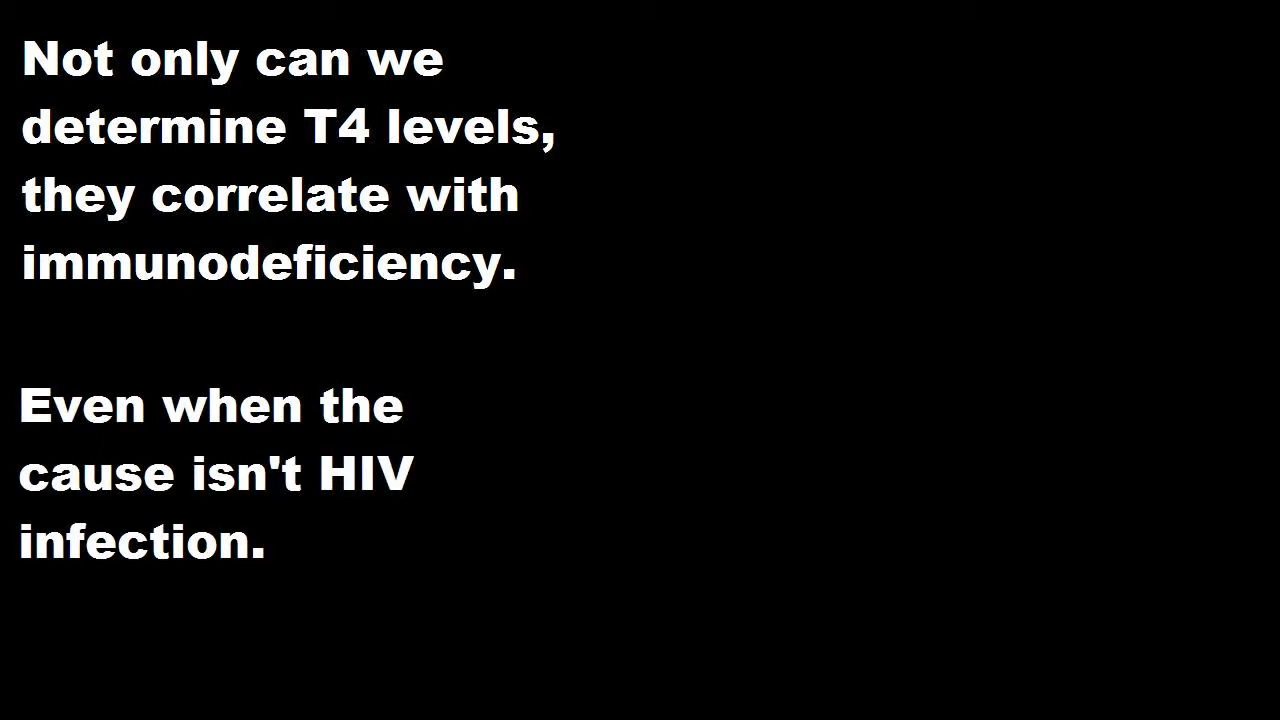 Not only can we
determine T4 levels,
they correlate with
immunodeficiency.
Even when the
cause isn't HIV
infection.